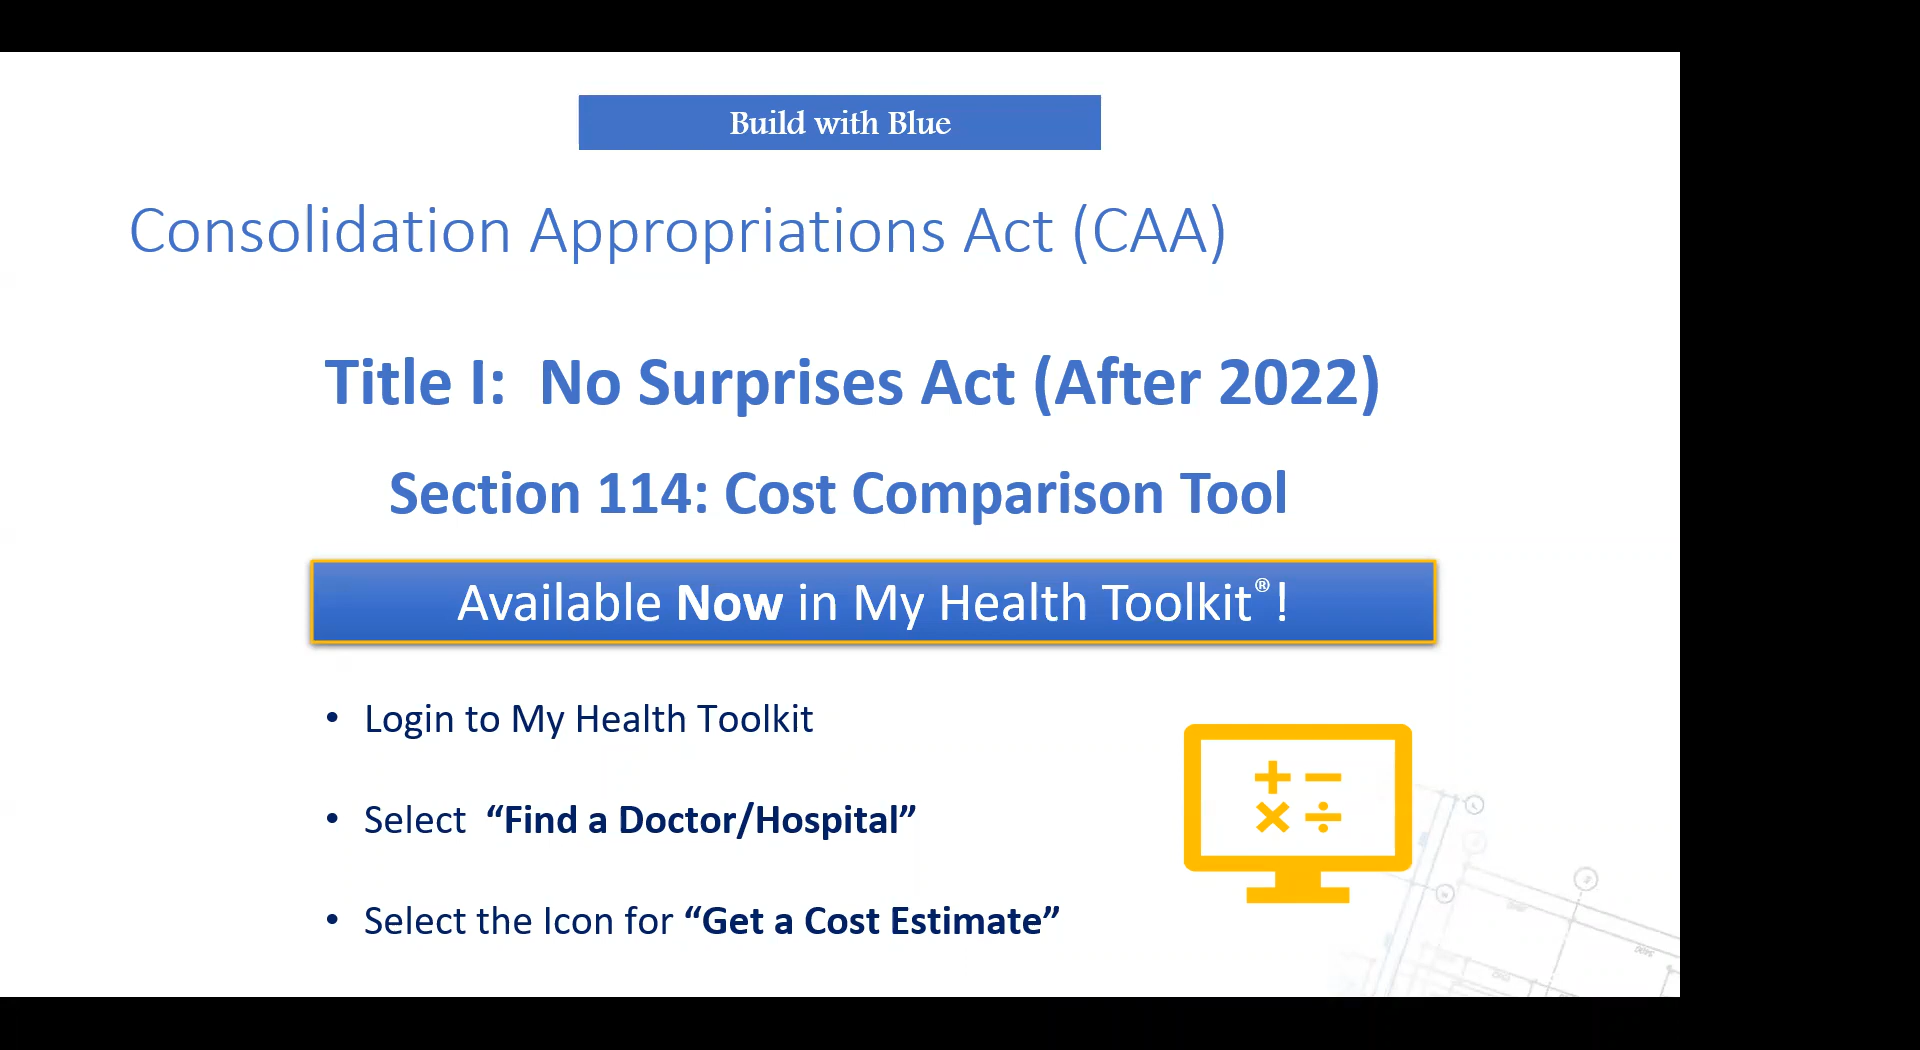 Build with Blue
Consolidation Appropriations Act (CAA)
Title I:  No Surprises Act (After 2022)
Section 114: Cost Comparison Tool
Available Now in My Health Toolkit®!
• Login to My Health Toolkit
• Select  “Find a Doctor/Hospital”
• Select the Icon for “Get a Cost Estimate”